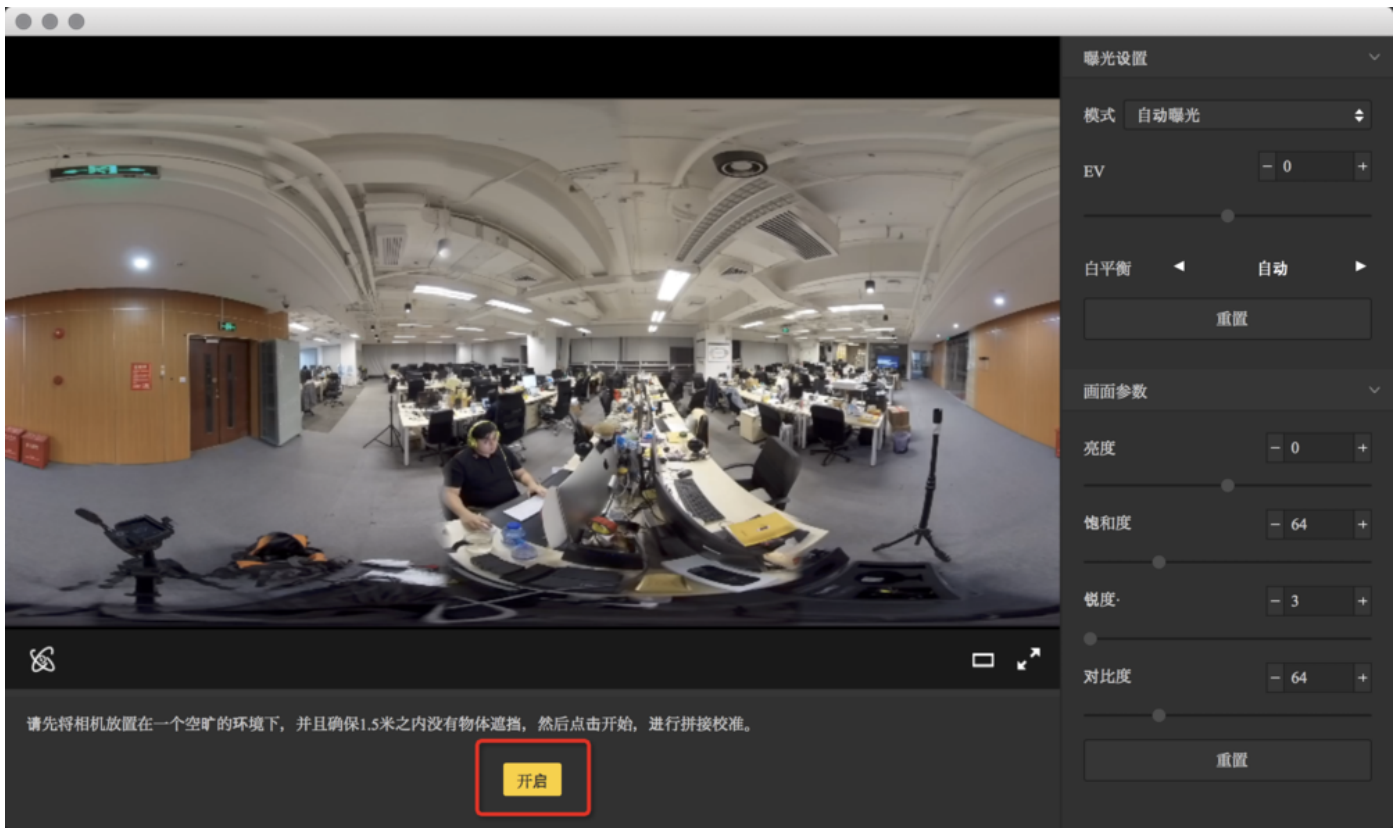 曝光设置
模式 自动曝光
EV − 0 +
白平衡 ◀ 自动 ▶
重置
画面参数
亮度 − 0 +
饱和度 − 64 +
锐度· − 3 +
对比度 − 64 +
重置
请先将相机放置在一个空旷的环境下，并且确保1.5米之内没有物体遮挡，然后点击开始，进行拼接校准。
开启